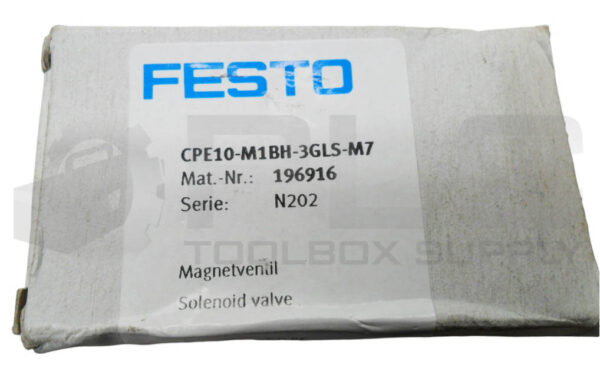 FESTO
CPE10-M1BH-3GLS-M7
Mat.-Nr.: 196916
Serie: N202
PLC
TOOLBOX SUPPLY
Magnetventil
Solenoid valve